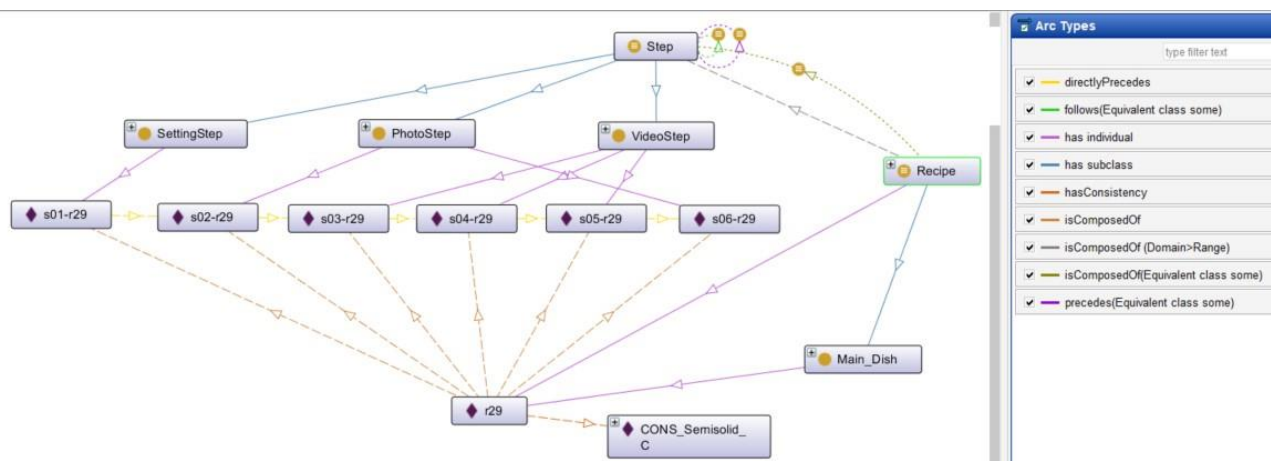 Step
SettingStep
PhotoStep
VideoStep
Recipe
s01-r29
s02-r29
s03-r29
s04-r29
s05-r29
s06-r29
Main_Dish
r29
CONS_Semisolid_
C
Arc Types
type filter text
directlyPrecedes
follows(Equivalent class some)
has individual
has subclass
hasConsistency
isComposedOf
isComposedOf (Domain>Range)
isComposedOf(Equivalent class some)
precedes(Equivalent class some)